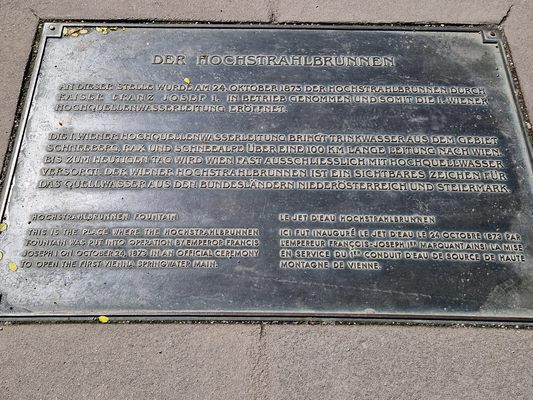 DER HOCHSTRAHLBRUNNEN
AN DIESER STELLE WURDE AM 24. OKTOBER 1873 DER HOCHSTRAHLBRUNNEN DURCH
KAISER FRANZ JOSEF I. IN BETRIEB GENOMMEN UND SOMIT DIE I. WIENER
HOCHQUELLENWASSERLEITUNG ERÖFFNET.
DIE I. WIENER HOCHQUELLENWASSERLEITUNG BRINGT TRINKWASSER AUS DEM GEBIET
SCHNEEBERG, RAX UND SCHNEEALPE ÜBER EINE 100 KM LANGE LEITUNG NACH WIEN.
BIS ZUM HEUTIGEN TAG WIRD WIEN FAST AUSSCHLIESSLICH MIT HOCHQUELLWASSER
VERSORGT. DER WIENER HOCHSTRAHLBRUNNEN IST EIN SICHTBARES ZEICHEN FÜR
DAS QUELLWASSER AUS DEN BUNDESLÄNDERN NIEDERÖSTERREICH UND STEIERMARK.
HOCHSTRAHLBRUNNEN FOUNTAIN
THIS IS THE PLACE WHERE THE HOCHSTRAHLBRUNNEN
FOUNTAIN WAS PUT INTO OPERATION BY EMPEROR FRANCIS
JOSEPH I ON OCTOBER 24, 1873 IN AN OFFICIAL CEREMONY
TO OPEN THE FIRST VIENNA SPRINGWATER MAIN.
LE JET D'EAU HOCHSTRAHLBRUNNEN
ICI FUT INAUGURÉ LE JET D'EAU LE 24 OCTOBRE 1873 PAR
L'EMPEREUR FRANÇOIS-JOSEPH 1ER MARQUANT AINSI LA MISE
EN SERVICE DU 1ER CONDUIT D'EAU DE SOURCE DE HAUTE
MONTAGNE DE VIENNE.